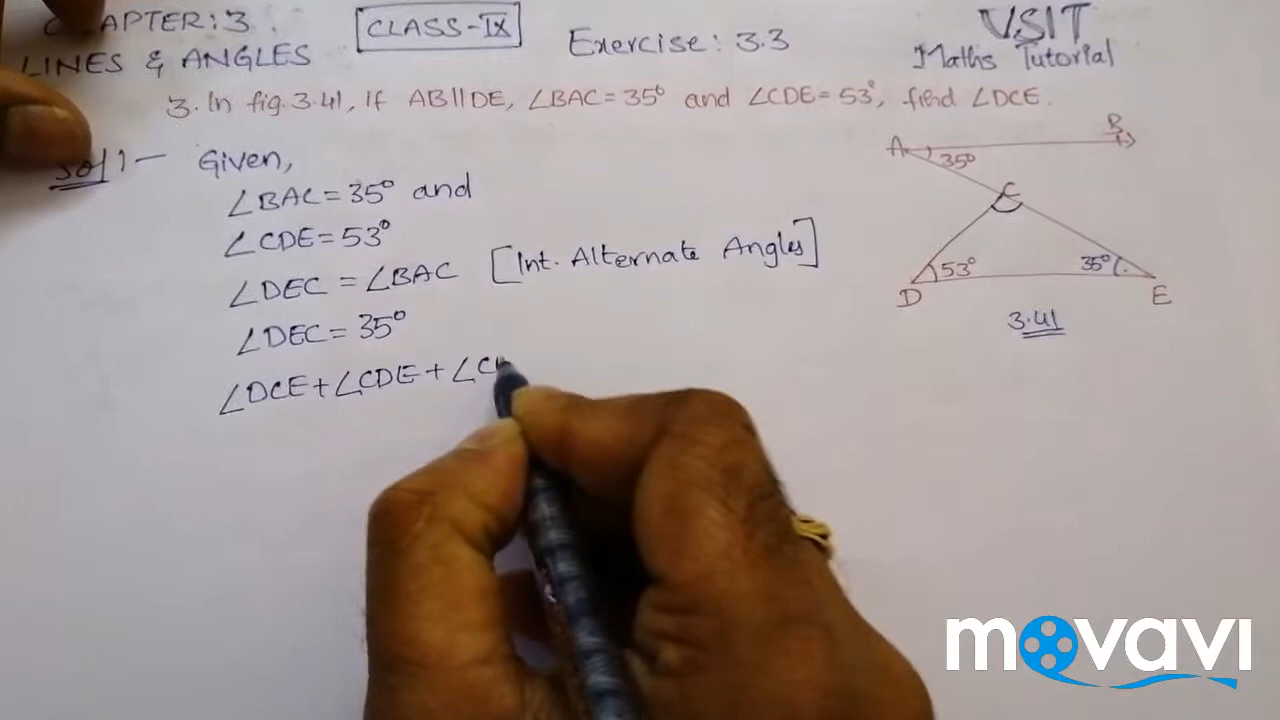 CHAPTER: 3
LINES & ANGLES
CLASS-IX
Exercise: 3.3
VSIT
Maths Tutorial
3. In fig. 3.41, if AB||DE, ∠BAC=35° and ∠CDE=53°, find ∠DCE.
Sol:- Given,
∠BAC=35° and
∠CDE=53°
∠DEC = ∠BAC [Int. Alternate Angles]
∠DEC = 35°
∠DCE+∠CDE+∠C
A
B
35°
C
53°
35°
D
E
3.41
movavi